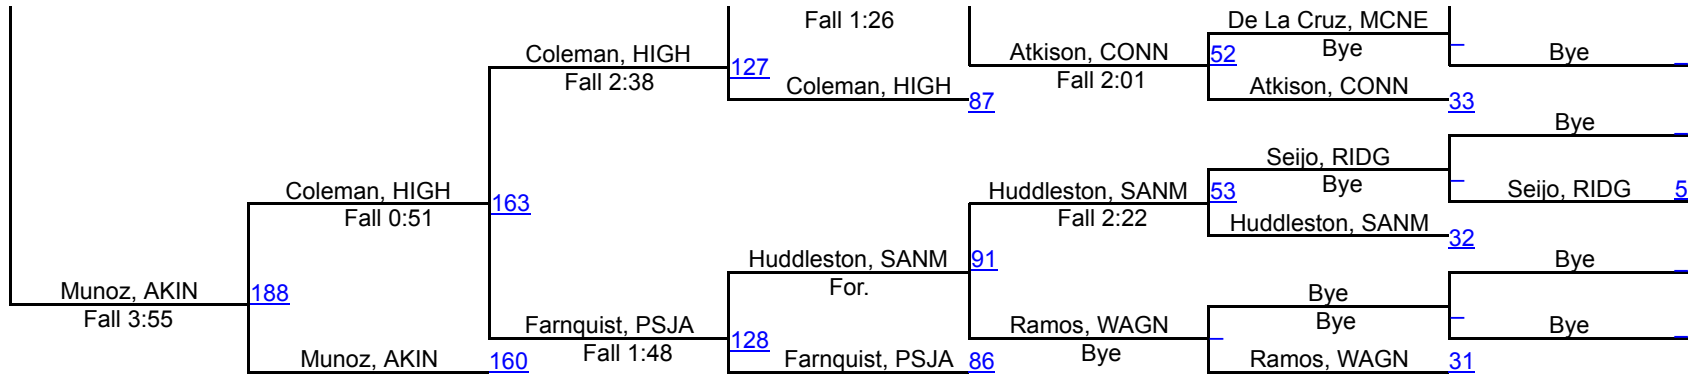 Fall 1:26
De La Cruz, MCNE
Coleman, HIGH
Atkison, CONN
52
Bye
Bye
Fall 2:38
127
Fall 2:01
Coleman, HIGH
87
Atkison, CONN
33
Bye
Seijo, RIDG
Coleman, HIGH
163
Huddleston, SANM
53
Bye
Seijo, RIDG
5
Fall 0:51
Fall 2:22
Huddleston, SANM
32
Huddleston, SANM
91
Bye
Munoz, AKIN
188
For.
Bye
Fall 3:55
Farnquist, PSJA
128
Ramos, WAGN
Bye
Bye
Munoz, AKIN
160
Fall 1:48
Farnquist, PSJA
86
Bye
Ramos, WAGN
31